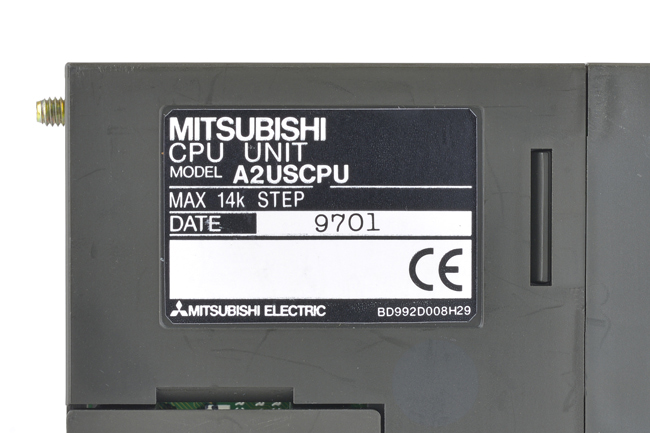 MITSUBISHI
CPU UNIT
MODEL A2USCPU
MAX 14k STEP
DATE 9701
CE
MITSUBISHI ELECTRIC BD992D008H29